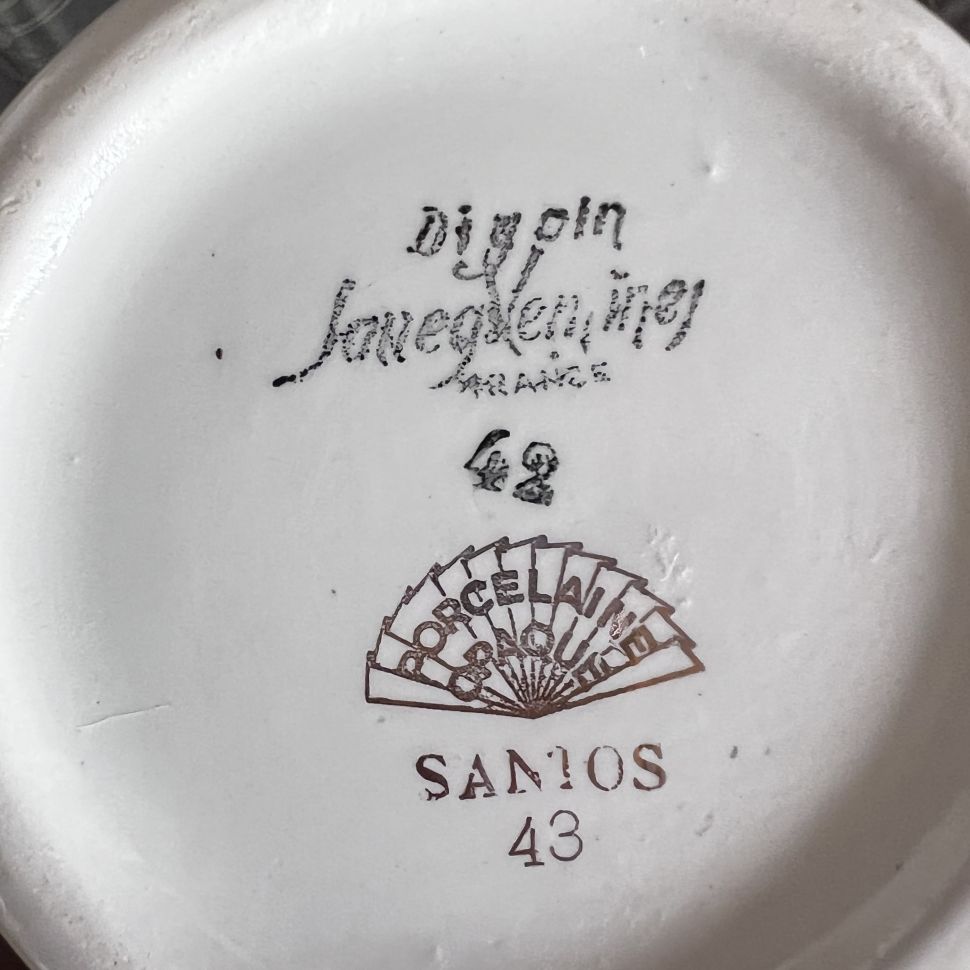 Digoin
Sarreguemines
FRANCE
42
PORCELAINE
OPAQUE
SANTOS
43